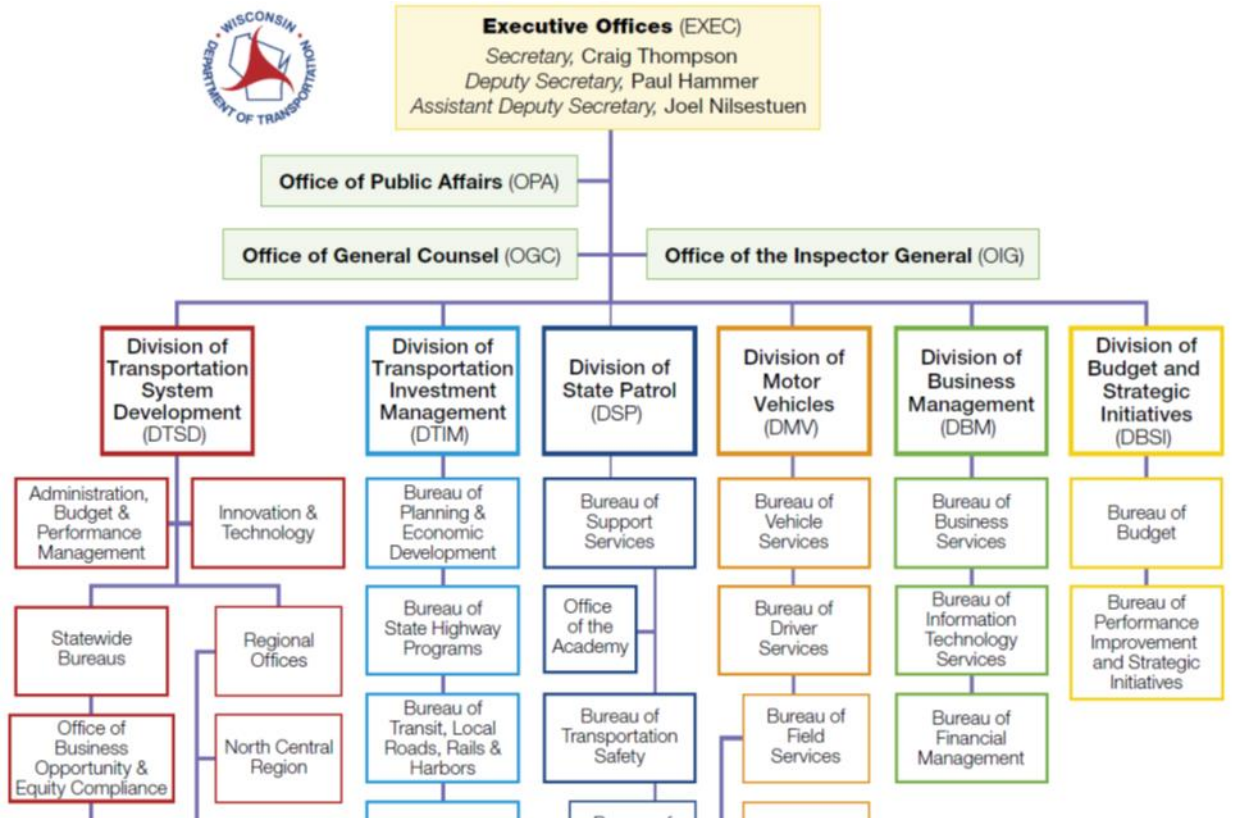 WISCONSIN
DEPARTMENT OF TRANSPORTATION
Executive Offices (EXEC)
Secretary, Craig Thompson
Deputy Secretary, Paul Hammer
Assistant Deputy Secretary, Joel Nilsestuen
Office of Public Affairs (OPA)
Office of General Counsel (OGC)
Office of the Inspector General (OIG)
Division of
Transportation
System
Development
(DTSD)
Division of
Transportation
Investment
Management
(DTIM)
Division of
State Patrol
(DSP)
Division of
Motor
Vehicles
(DMV)
Division of
Business
Management
(DBM)
Division of
Budget and
Strategic
Initiatives
(DBSI)
Administration,
Budget &
Performance
Management
Innovation &
Technology
Bureau of
Planning &
Economic
Development
Bureau of
Support
Services
Bureau of
Vehicle
Services
Bureau of
Business
Services
Bureau of
Budget
Statewide
Bureaus
Regional
Offices
Bureau of
State Highway
Programs
Office
of the
Academy
Bureau of
Driver
Services
Bureau of
Information
Technology
Services
Bureau of
Performance
Improvement
and Strategic
Initiatives
Office of
Business
Opportunity &
Equity Compliance
North Central
Region
Bureau of
Transit, Local
Roads, Rails &
Harbors
Bureau of
Transportation
Safety
Bureau of
Field
Services
Bureau of
Financial
Management